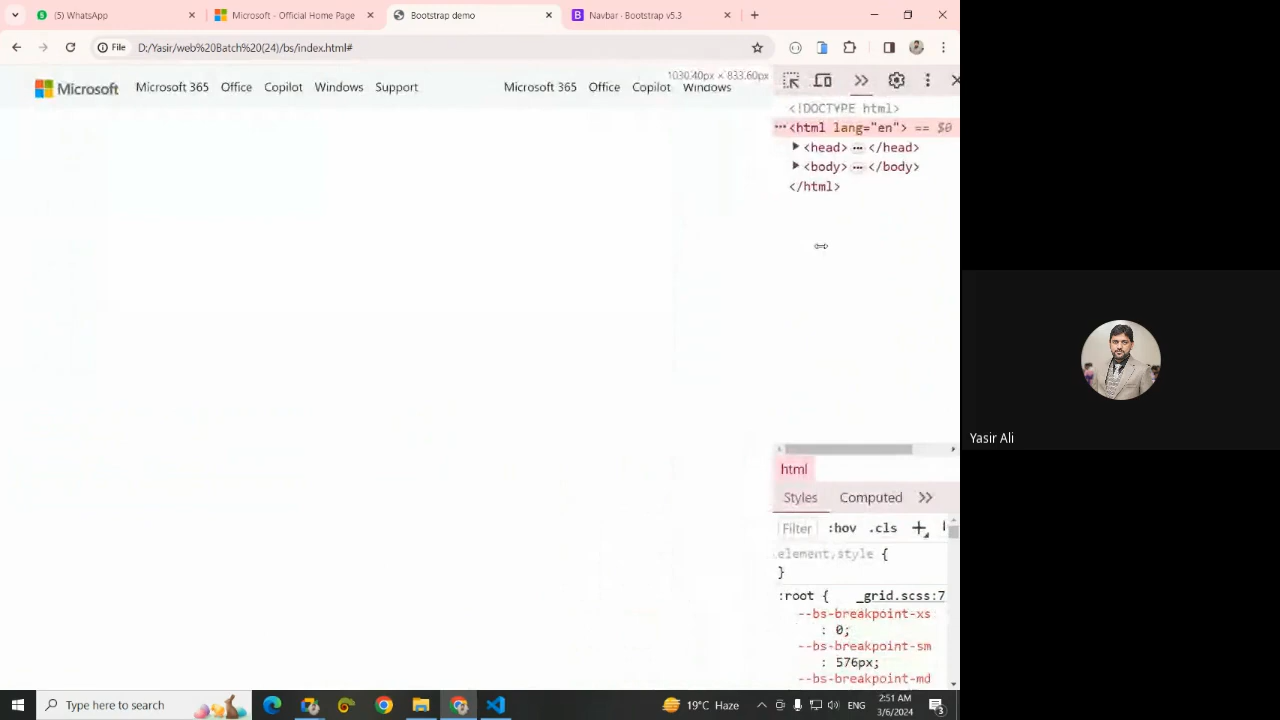 (5) WhatsApp
Microsoft - Official Home Page
Bootstrap demo
Navbar · Bootstrap v5.3
File
D:/Yasir/web%20Batch%20(24)/bs/index.html#
1030.40px × 833.60px
Microsoft
Microsoft 365 Office Copilot Windows Support
Microsoft 365 Office Copilot Windows
<!DOCTYPE html>
<html lang="en"> == $0
<head> </head>
<body> </body>
</html>
Yasir Ali
html
Styles Computed
Filter :hov .cls
element.style {
}
:root { _grid.scss:7
--bs-breakpoint-xs
: 0;
--bs-breakpoint-sm
: 576px;
--bs-breakpoint-md
Type here to search
19°C Haze
ENG
2:51 AM
3/6/2024
3